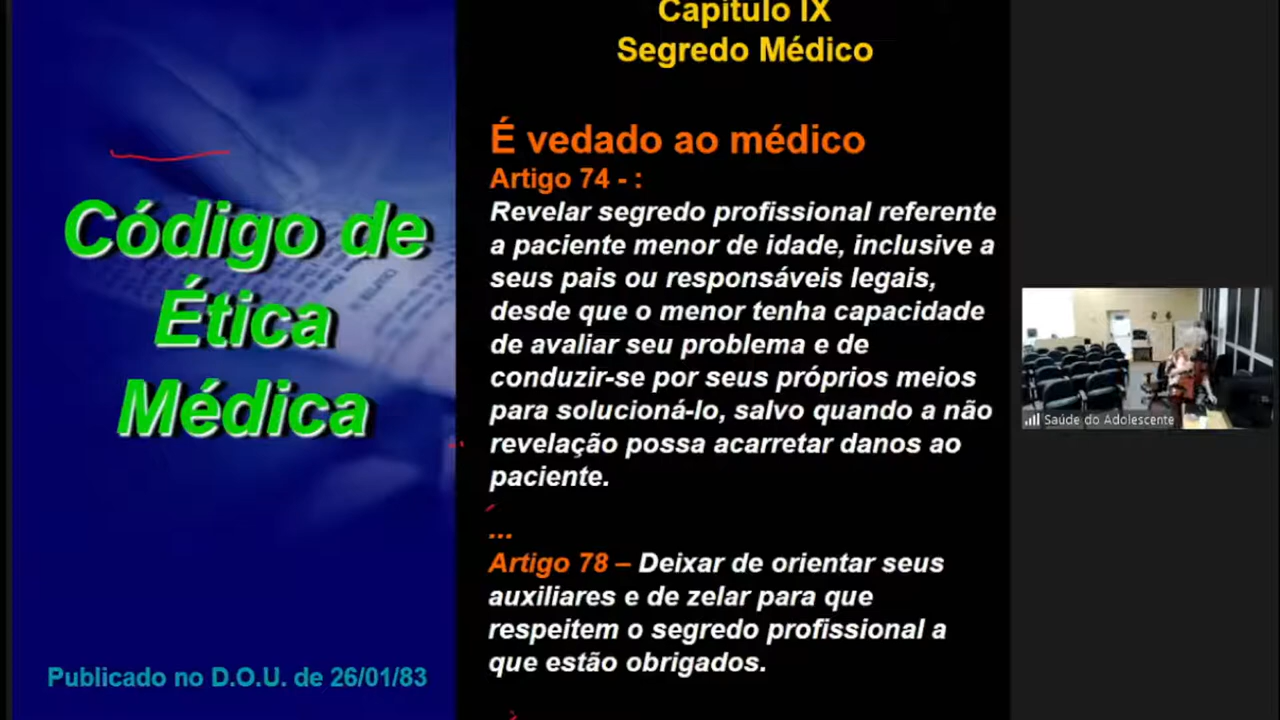 Código de
Ética
Médica
Publicado no D.O.U. de 26/01/83
Capítulo IX
Segredo Médico
É vedado ao médico
Artigo 74 - :
Revelar segredo profissional referente
a paciente menor de idade, inclusive a
seus pais ou responsáveis legais,
desde que o menor tenha capacidade
de avaliar seu problema e de
conduzir-se por seus próprios meios
para solucioná-lo, salvo quando a não
revelação possa acarretar danos ao
paciente.
...
Artigo 78 – Deixar de orientar seus
auxiliares e de zelar para que
respeitem o segredo profissional a
que estão obrigados.
Saúde do Adolescente